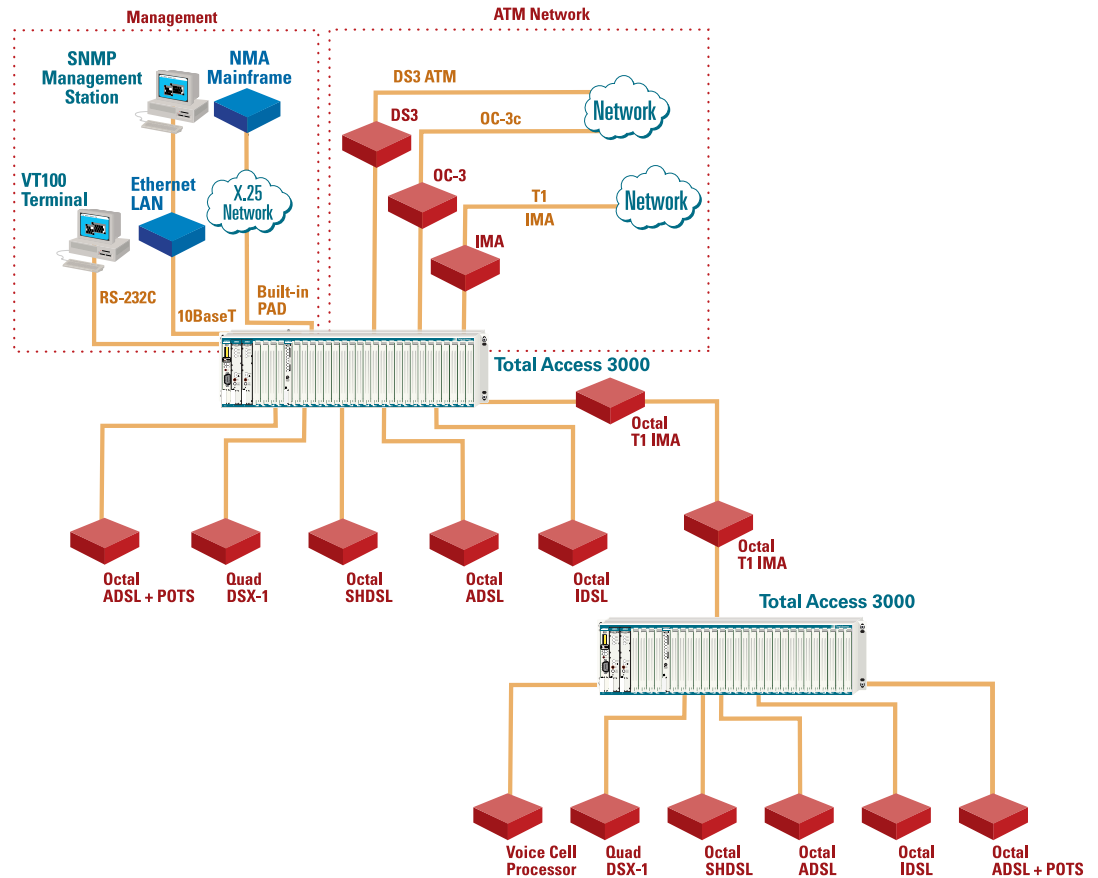 Management
ATM Network
SNMP
Management
Station
NMA
Mainframe
DS3 ATM
Network
DS3
OC-3c
OC-3
VT100
Terminal
Ethernet
LAN
X.25
Network
T1
IMA
Network
IMA
RS-232C
10BaseT
Built-in
PAD
Total Access 3000
Octal
T1 IMA
Octal
T1 IMA
Octal
ADSL + POTS
Quad
DSX-1
Octal
SHDSL
Octal
ADSL
Octal
IDSL
Total Access 3000
Voice Cell
Processor
Quad
DSX-1
Octal
SHDSL
Octal
ADSL
Octal
IDSL
Octal
ADSL + POTS